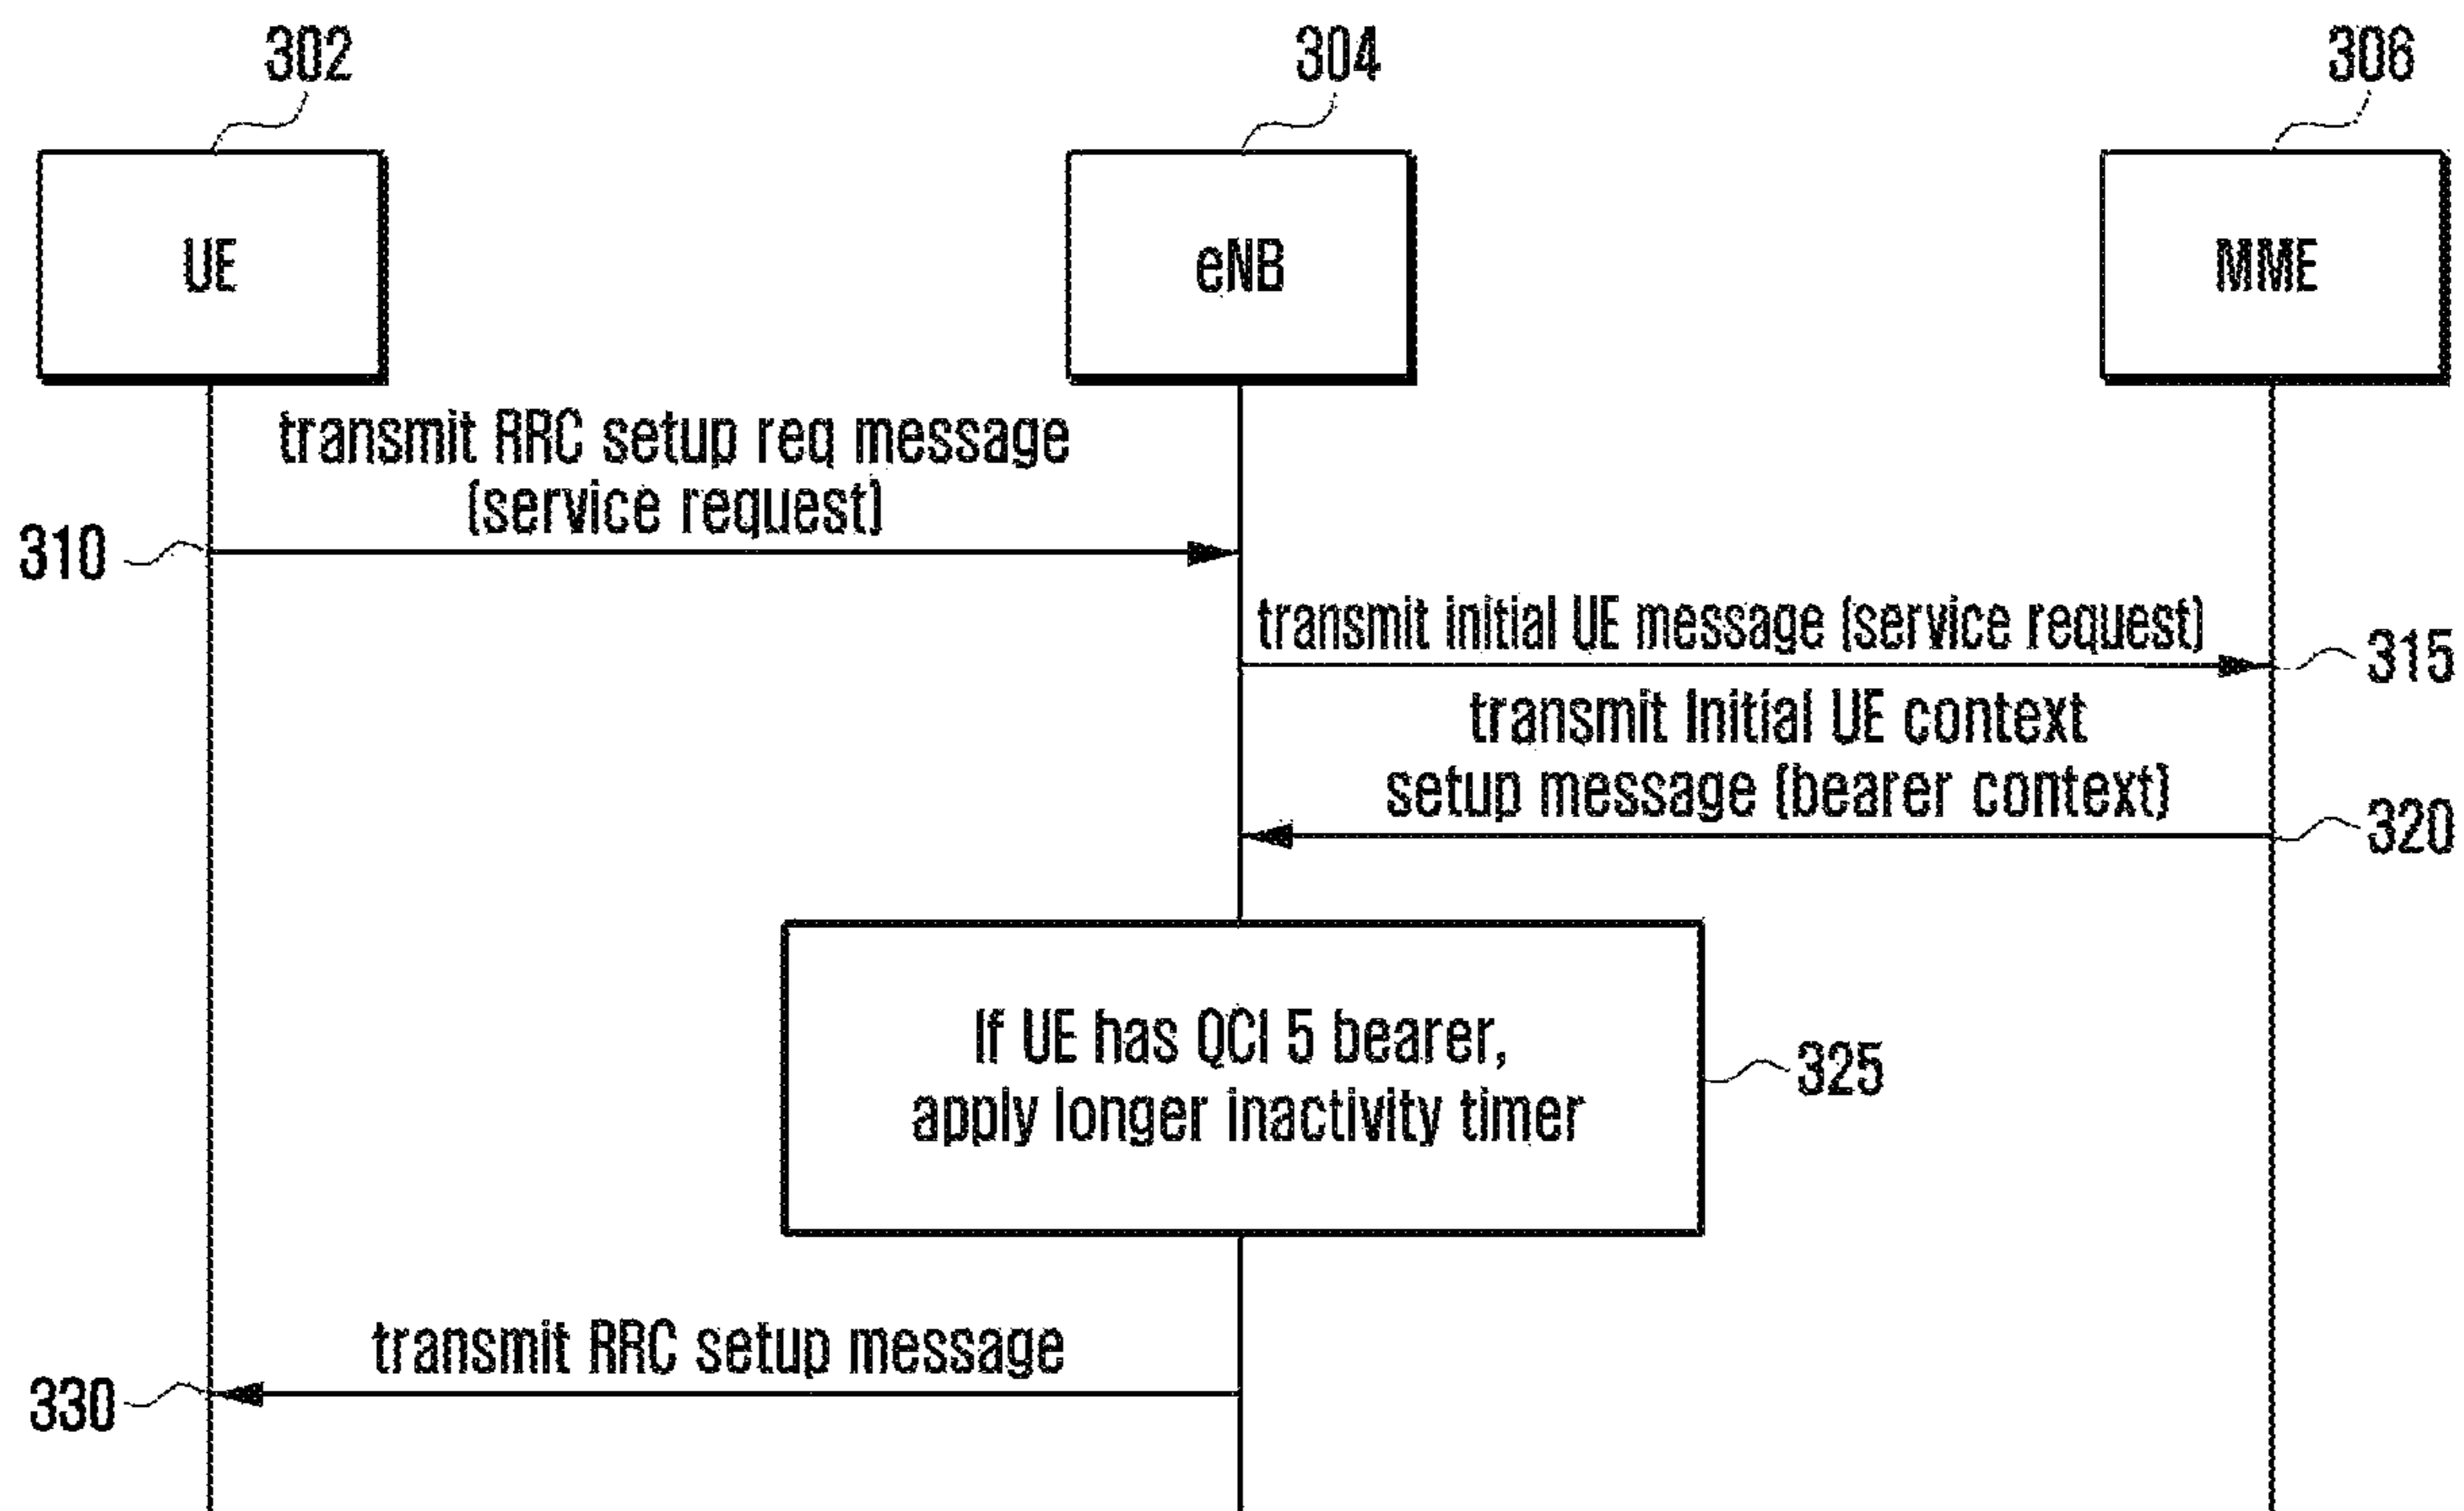 302
304
306
UE
eNB
MME
transmit RRC setup req message
(service request)
310
transmit initial UE message (service request)
315
transmit Initial UE context
setup message (bearer context)
320
If UE has QCI 5 bearer,
apply longer inactivity timer
325
transmit RRC setup message
330